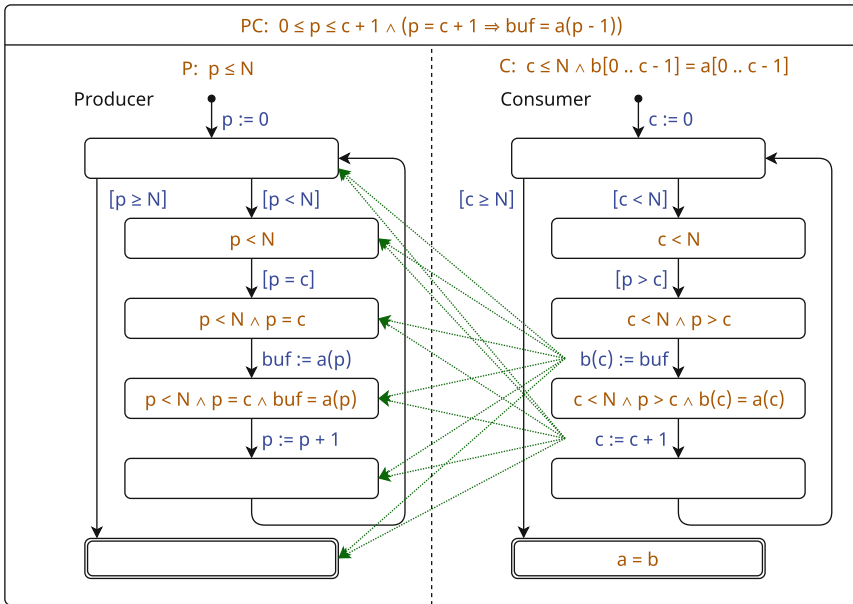 PC: 0 ≤ p ≤ c + 1 ∧ (p = c + 1 ⇒ buf = a(p - 1))
P: p ≤ N
C: c ≤ N ∧ b[0 .. c - 1] = a[0 .. c - 1]
Producer
Consumer
p := 0
c := 0
[p ≥ N]
[p < N]
[c ≥ N]
[c < N]
p < N
c < N
[p = c]
[p > c]
p < N ∧ p = c
c < N ∧ p > c
buf := a(p)
b(c) := buf
p < N ∧ p = c ∧ buf = a(p)
c < N ∧ p > c ∧ b(c) = a(c)
p := p + 1
c := c + 1
a = b